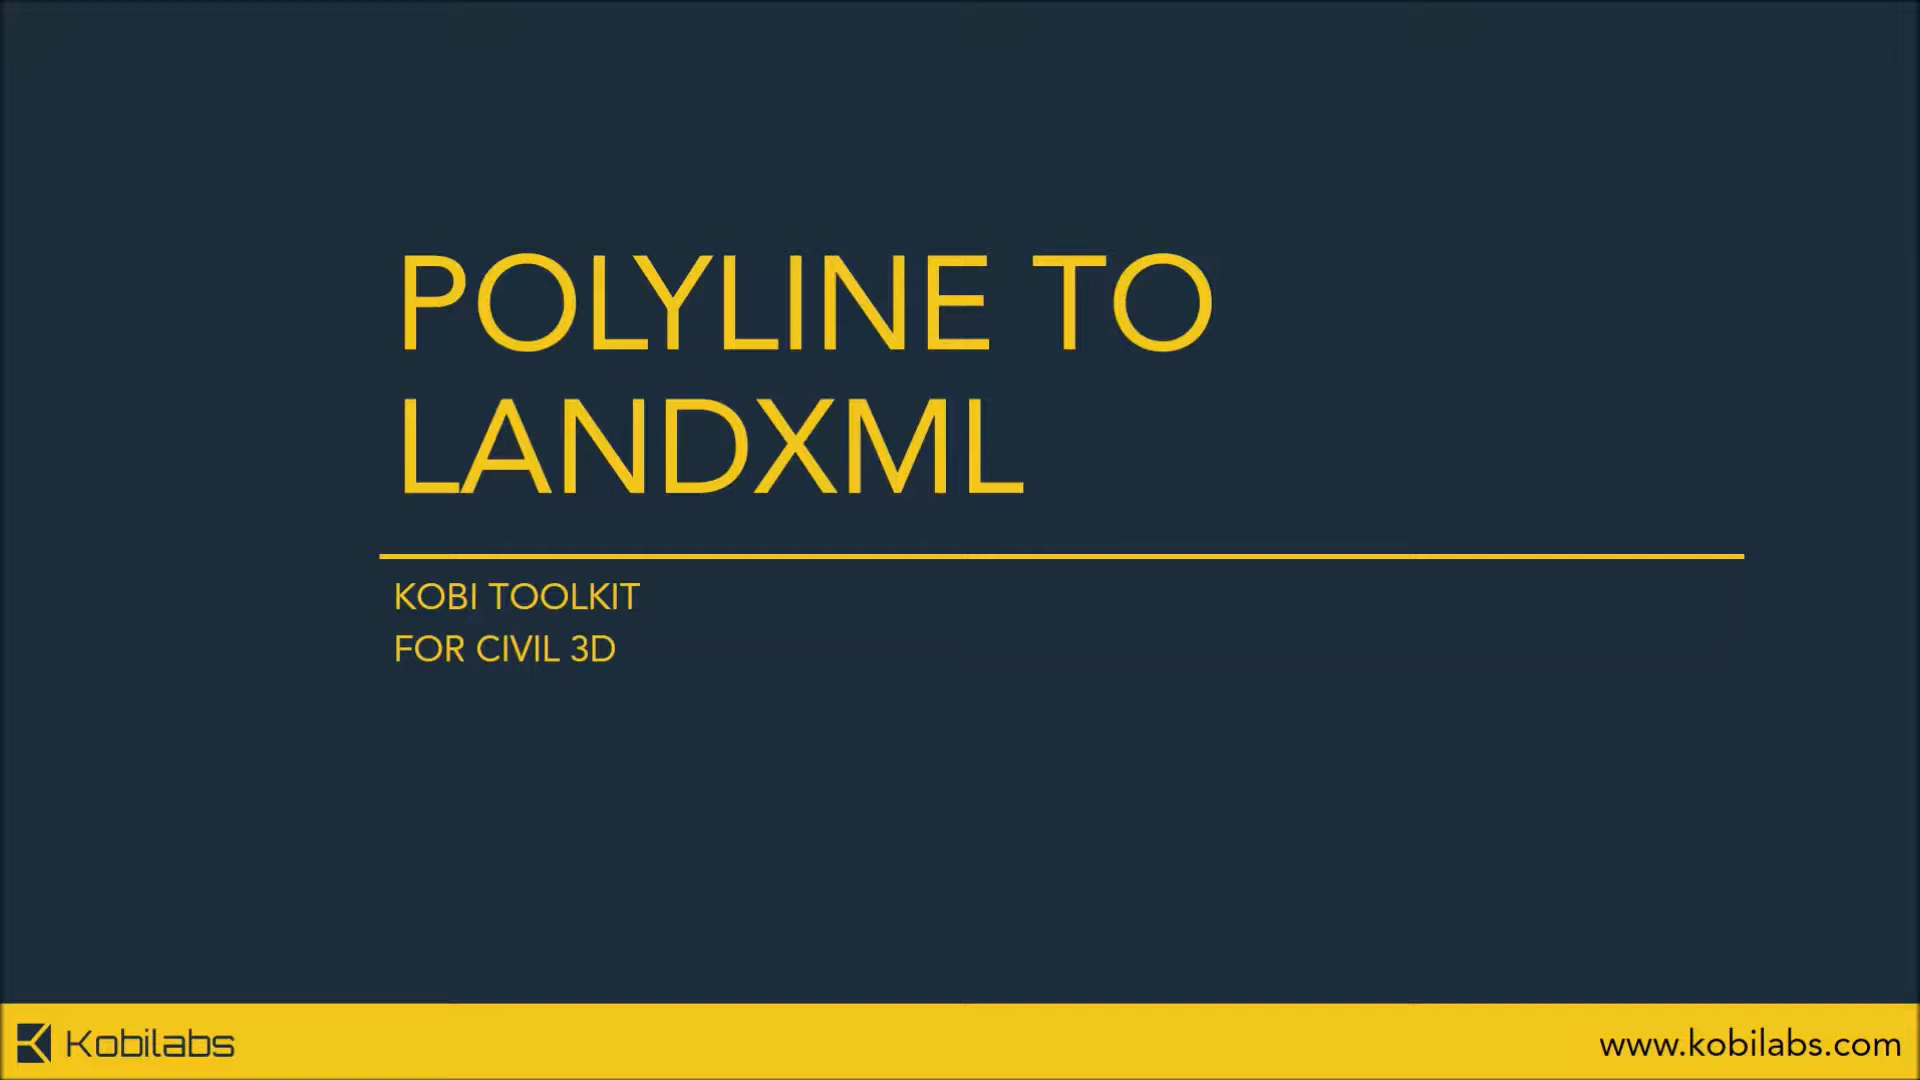 POLYLINE TO
LANDXML
KOBI TOOLKIT
FOR CIVIL 3D
Kobilabs
www.kobilabs.com